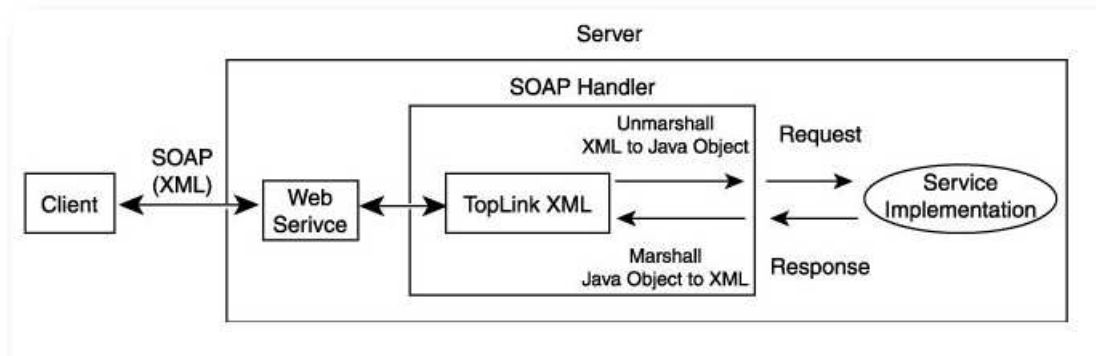 Server
SOAP Handler
Unmarshall
XML to Java Object
Request
SOAP
(XML)
Client
Web
Serivce
TopLink XML
Service
Implementation
Marshall
Java Object to XML
Response